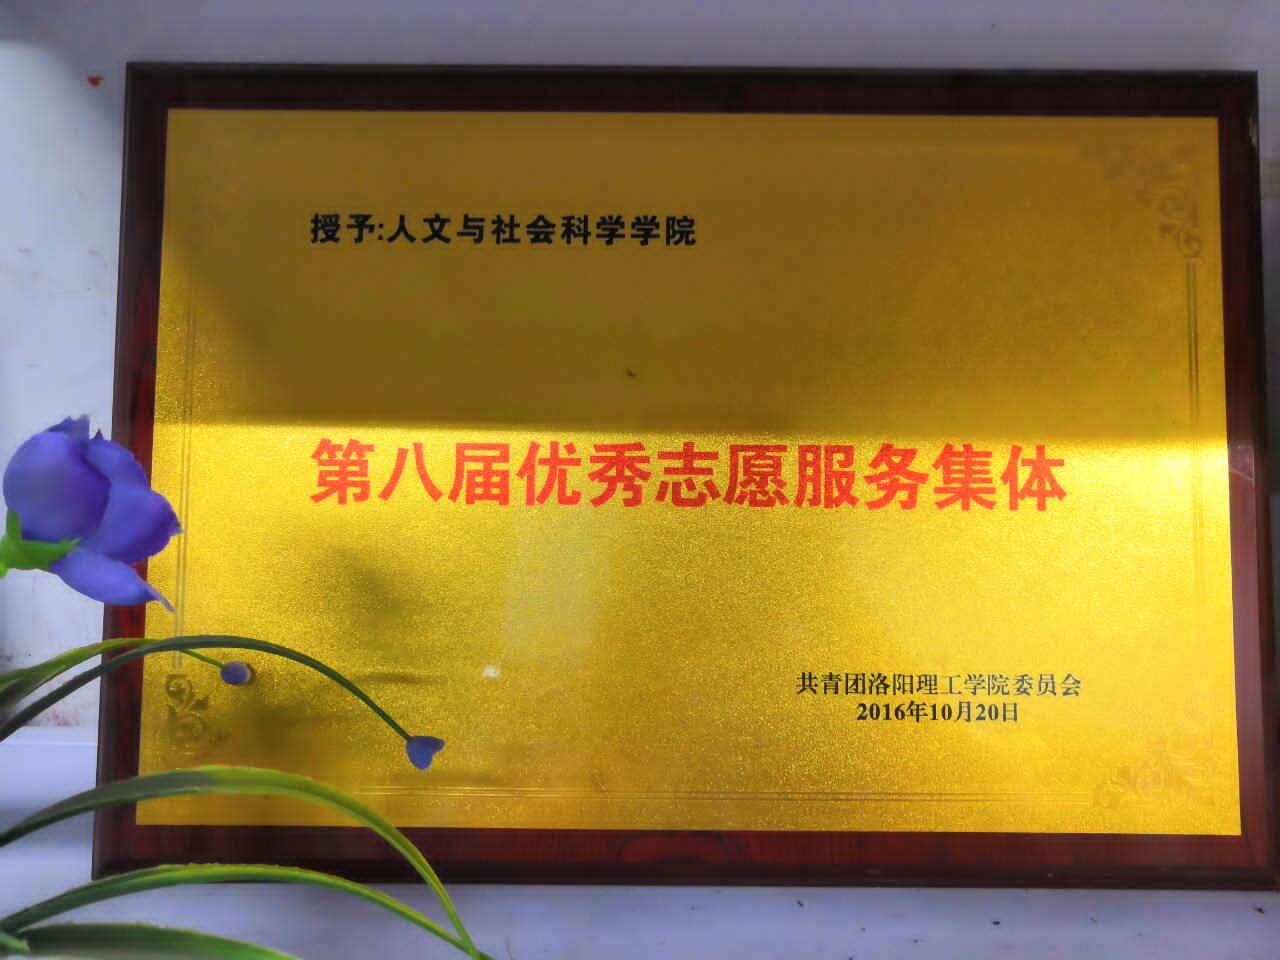 授予:人文与社会科学学院
第八届优秀志愿服务集体
共青团洛阳理工学院委员会
2016年10月20日